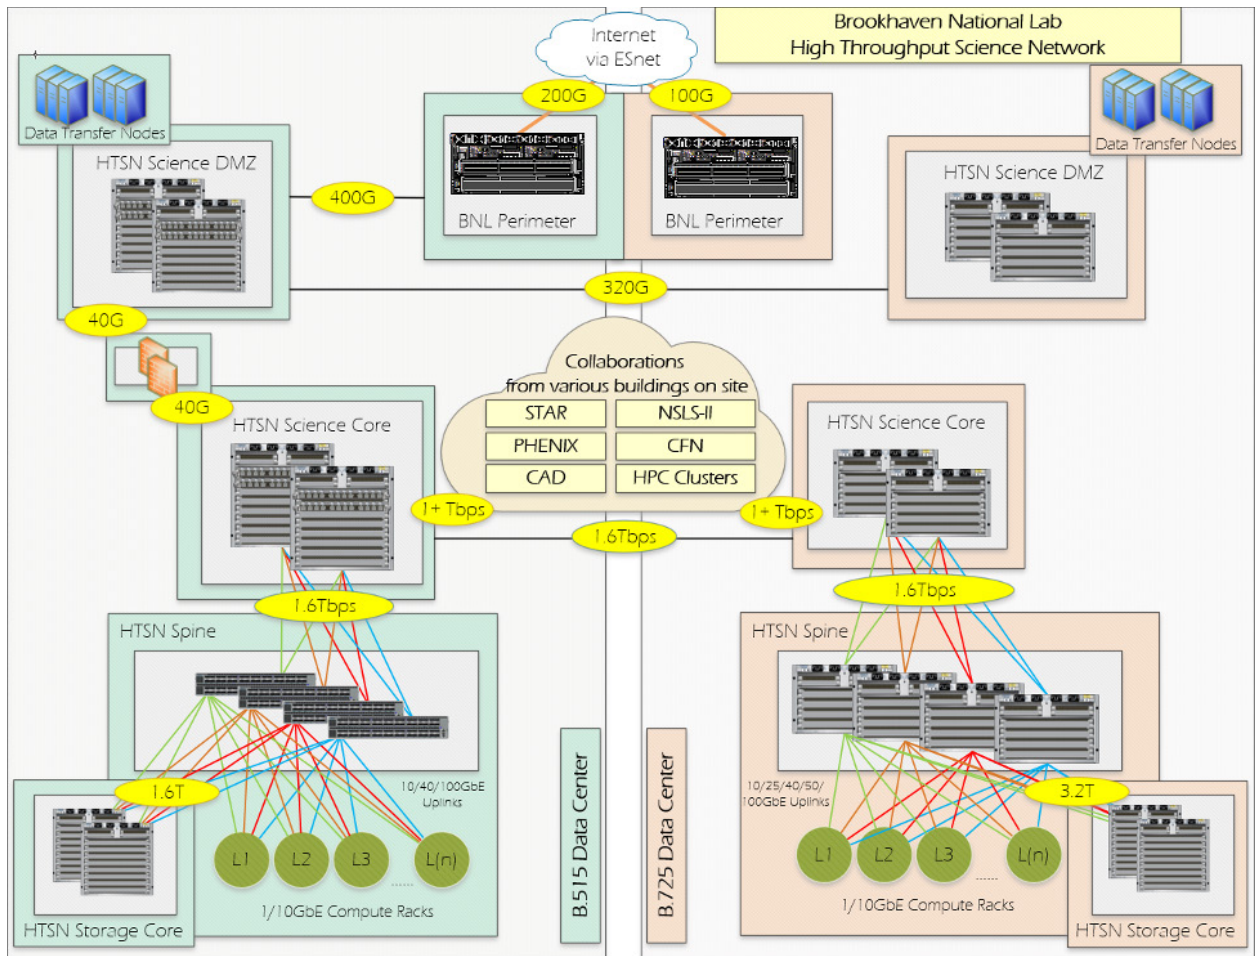 Brookhaven National Lab
High Throughput Science Network
Internet
via ESnet
200G
100G
Data Transfer Nodes
Data Transfer Nodes
HTSN Science DMZ
400G
BNL Perimeter
BNL Perimeter
HTSN Science DMZ
320G
40G
40G
Collaborations
from various buildings on site
STAR
NSLS-II
PHENIX
CFN
CAD
HPC Clusters
HTSN Science Core
HTSN Science Core
1+ Tbps
1+ Tbps
1.6Tbps
1.6Tbps
1.6Tbps
HTSN Spine
HTSN Spine
1.6T
10/40/100GbE
Uplinks
10/25/40/50/
100GbE Uplinks
3.2T
B.515 Data Center
B.725 Data Center
L1
L2
L3
......
L(n)
L1
L2
L3
......
L(n)
1/10GbE Compute Racks
1/10GbE Compute Racks
HTSN Storage Core
HTSN Storage Core